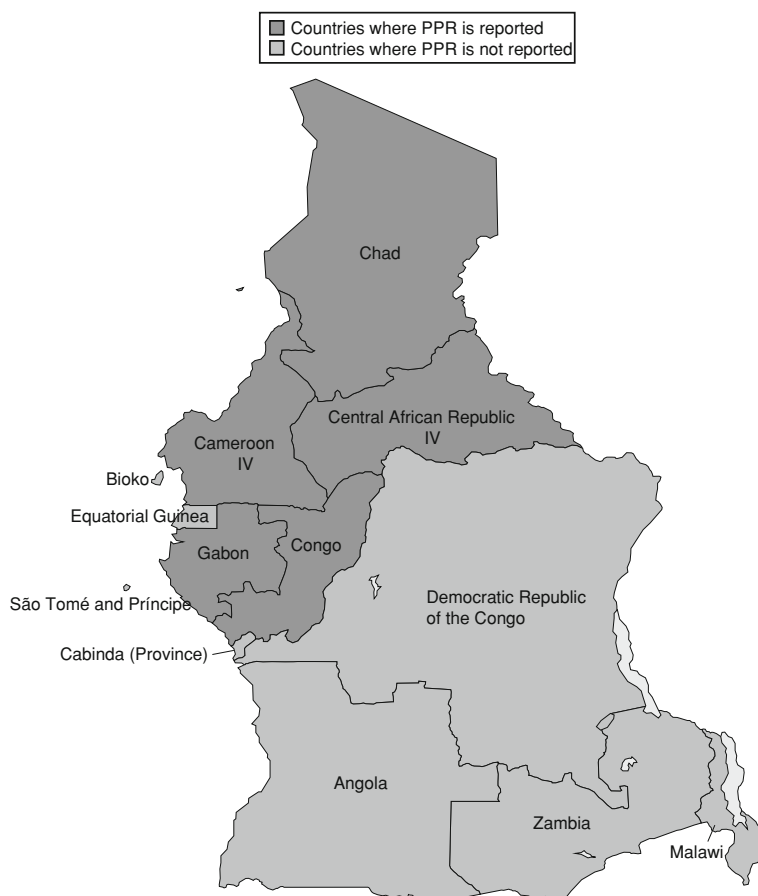 Countries where PPR is reported
Countries where PPR is not reported
Chad
Central African Republic
IV
Cameroon
IV
Bioko
Equatorial Guinea
Gabon
Congo
São Tomé and Príncipe
Democratic Republic
of the Congo
Cabinda (Province)
Angola
Zambia
Malawi